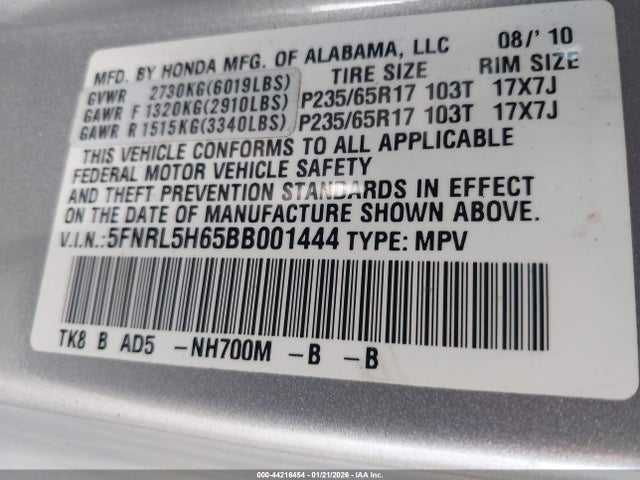 MFD. BY HONDA MFG. OF ALABAMA, LLC 08/'10
GVWR 2730KG(6019LBS) TIRE SIZE RIM SIZE
GAWR F 1320KG(2910LBS) P235/65R17 103T 17X7J
GAWR R 1515KG(3340LBS) P235/65R17 103T 17X7J
THIS VEHICLE CONFORMS TO ALL APPLICABLE
FEDERAL MOTOR VEHICLE SAFETY
AND THEFT PREVENTION STANDARDS IN EFFECT
ON THE DATE OF MANUFACTURE SHOWN ABOVE.
V.I.N.:5FNRL5H65BB001444 TYPE: MPV
TK8 B AD5 -NH700M -B -B
000-44216454 - 01/21/2026 - IAA Inc.